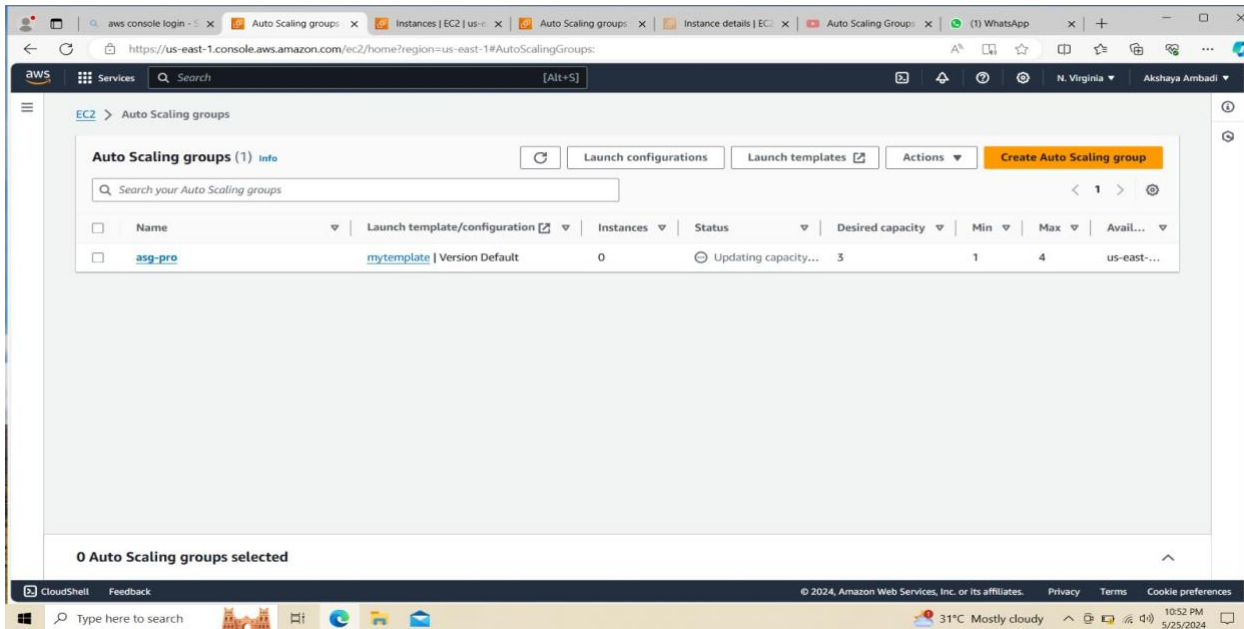 aws console login - S
Auto Scaling groups
Instances | EC2 | us-e
Auto Scaling groups
Instance details | EC2
Auto Scaling Groups
(1) WhatsApp
https://us-east-1.console.aws.amazon.com/ec2/home?region=us-east-1#AutoScalingGroups:
aws Services Search [Alt+S] N. Virginia Akshaya Ambadi
EC2 > Auto Scaling groups
Auto Scaling groups (1) Info Launch configurations Launch templates Actions Create Auto Scaling group
Search your Auto Scaling groups < 1 >
Name Launch template/configuration Instances Status Desired capacity Min Max Avail...
asg-pro mytemplate | Version Default 0 Updating capacity... 3 1 4 us-east-...
0 Auto Scaling groups selected
CloudShell Feedback © 2024, Amazon Web Services, Inc. or its affiliates. Privacy Terms Cookie preferences
Type here to search 31°C Mostly cloudy 10:52 PM
5/25/2024